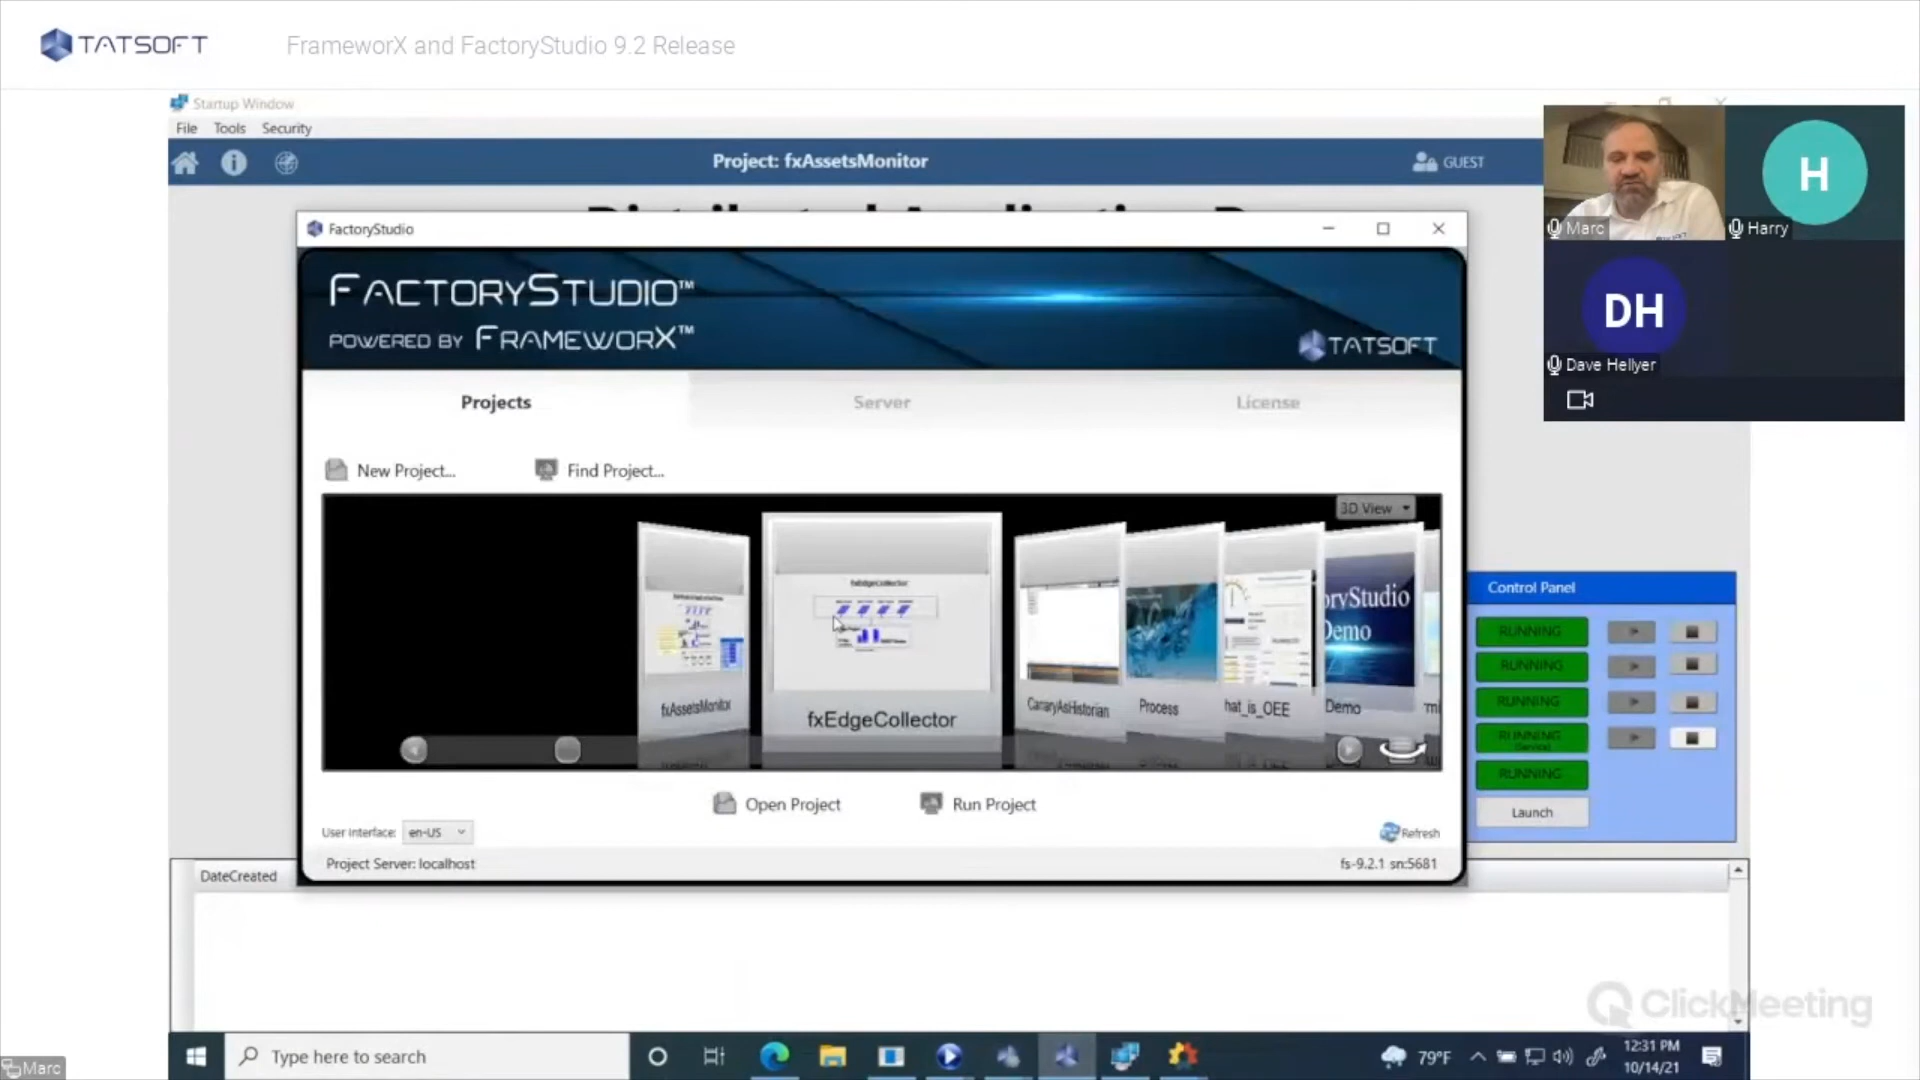 TATSOFT
FrameworX and FactoryStudio 9.2 Release
Startup Window
File Tools Security
Project: fxAssetsMonitor
GUEST
FactoryStudio
FACTORYSTUDIO™
POWERED BY FRAMEWORX™
TATSOFT
Projects
Server
License
New Project...
Find Project...
3D View
fxEdgeCollector
fxAssetsMonitor
fxEdgeCollector
CanaryAsHistorian
Process
hat_is_OEE
oryStudio
Demo
Demo
Open Project
Run Project
User Interface: en-US
Refresh
Project Server: localhost
fs-9.2.1 sn:5681
Control Panel
RUNNING
RUNNING
RUNNING
RUNNING
(Service)
RUNNING
Launch
DateCreated
Marc
Harry
H
DH
Dave Hellyer
ClickMeeting
Type here to search
79°F
12:31 PM
10/14/21
Marc